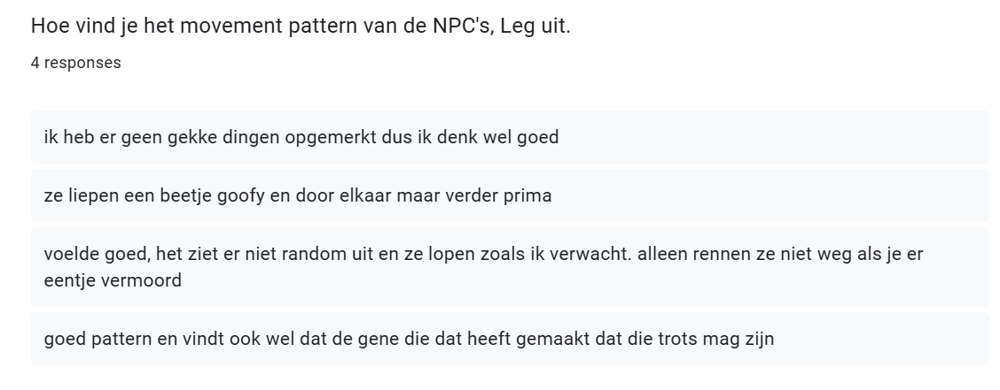 Hoe vind je het movement pattern van de NPC's, Leg uit.
4 responses
ik heb er geen gekke dingen opgemerkt dus ik denk wel goed
ze liepen een beetje goofy en door elkaar maar verder prima
voelde goed, het ziet er niet random uit en ze lopen zoals ik verwacht. alleen rennen ze niet weg als je er
eentje vermoord
goed pattern en vindt ook wel dat de gene die dat heeft gemaakt dat die trots mag zijn